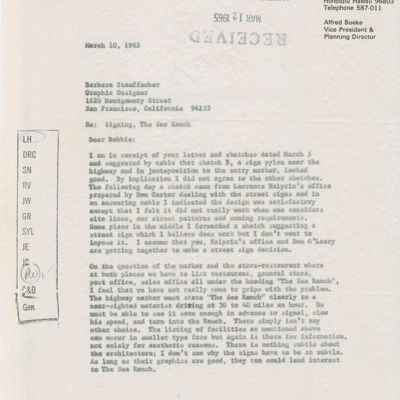 Honolulu Hawaii 96803
Telephone 587-011
Alfred Boeke
Vice President &
Planning Director
RECEIVED
MAR 12 1965
March 10, 1965
Barbara Stauffacher
Graphic Designer
1620 Montgomery Street
San Francisco, California 94133
Re: Signing, The Sea Ranch
Dear Bobbie:
I am in receipt of your letter and sketches dated March 5
and suggested by cable that sketch B, a sign pylon near the
highway and in juxtaposition to the entry marker, looked
good. By implication I did not agree to the other sketches.
The following day a sketch came from Lawrence Halprin's office
prepared by Don Carter dealing with the street signs and in
an answering cable I indicated the design was satisfactory
except that I felt it did not really work when one considers
site lines, our street patterns and naming requirements.
Some place in the middle I forwarded a sketch suggesting a
street sign which I believe does work but I don't want to
impose it. I assume that you, Halprin's office and Don O'Leary
are getting together to make a street sign decision.
On the question of the marker and the store-restaurant where
at both places we have to list restaurant, general store,
post office, sales office all under the heading "The Sea Ranch",
I feel that we have not really come to grips with the problem.
The highway marker must state "The Sea Ranch" clearly to a
near-sighted motorist driving at 30 to 40 miles an hour. He
must be able to see it soon enough in advance to signal, slow
his speed, and turn into the Ranch. There simply isn't any
other choice. The listing of facilities as mentioned above
can occur in smaller type face but again is there for information,
not solely for aesthetic reasons. There is nothing subtle about
the architecture; I don't see why the signs have to be so subtle.
As long as their graphics are good, they too could lend interest
to The Sea Ranch.
LH
DRC
SN
RV
JW
GR
SYL
JE
C&B
Gen